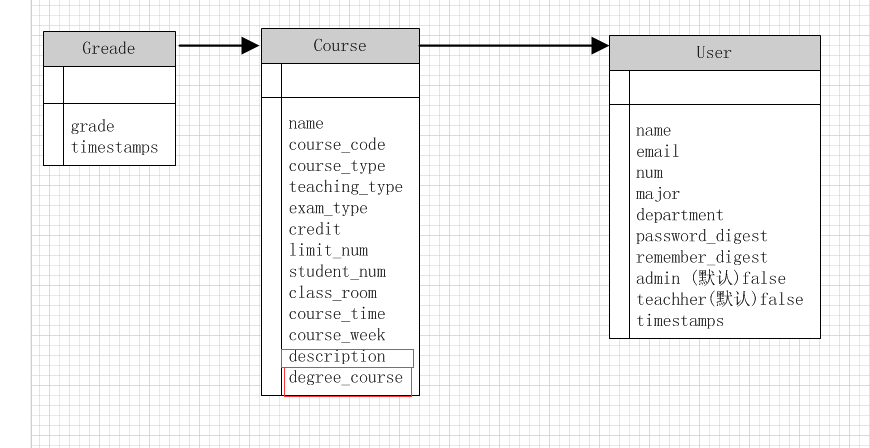 Greade
grade
timestamps
Course
name
course_code
course_type
teaching_type
exam_type
credit
limit_num
student_num
class_room
course_time
course_week
description
degree_course
User
name
email
num
major
department
password_digest
remember_digest
admin (默认)false
teachher(默认)false
timestamps